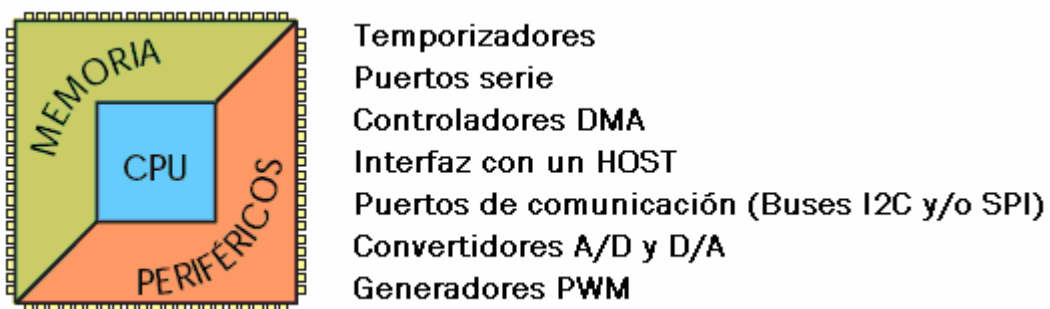 MEMORIA
CPU
PERIFÉRICOS
Temporizadores
Puertos serie
Controladores DMA
Interfaz con un HOST
Puertos de comunicación (Buses I2C y/o SPI)
Convertidores A/D y D/A
Generadores PWM